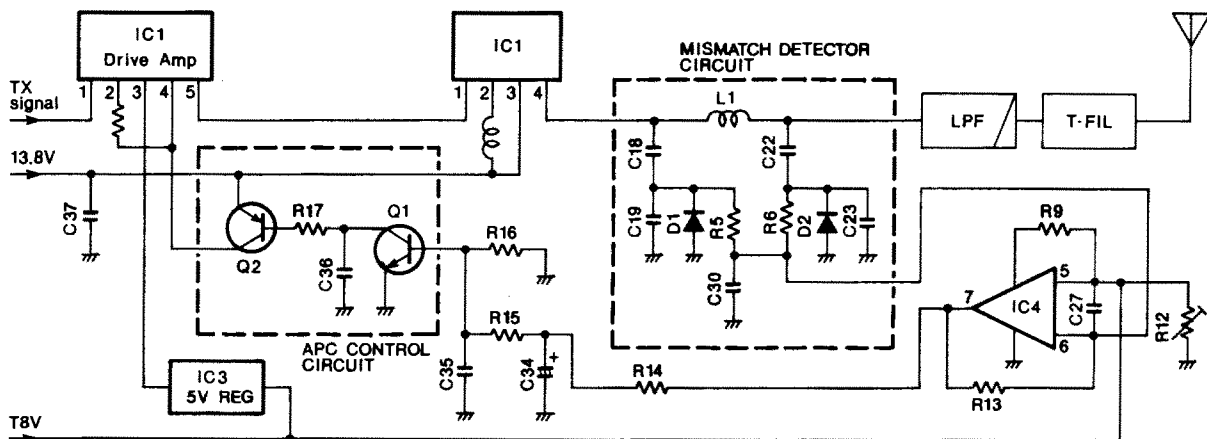 IC1
Drive Amp
1 2 3 4 5
IC1
1 2 3 4
MISMATCH DETECTOR
CIRCUIT
L1
TX
signal
LPF
T-FIL
C18
C22
13.8V
C37
R17
Q1
Q2
C36
R16
C19
D1
R5
R6
D2
C23
C30
R9
7
IC4
5
6
C27
R12
R15
APC CONTROL
CIRCUIT
C35
C34
+
R14
R13
IC3
5V REG
T8V